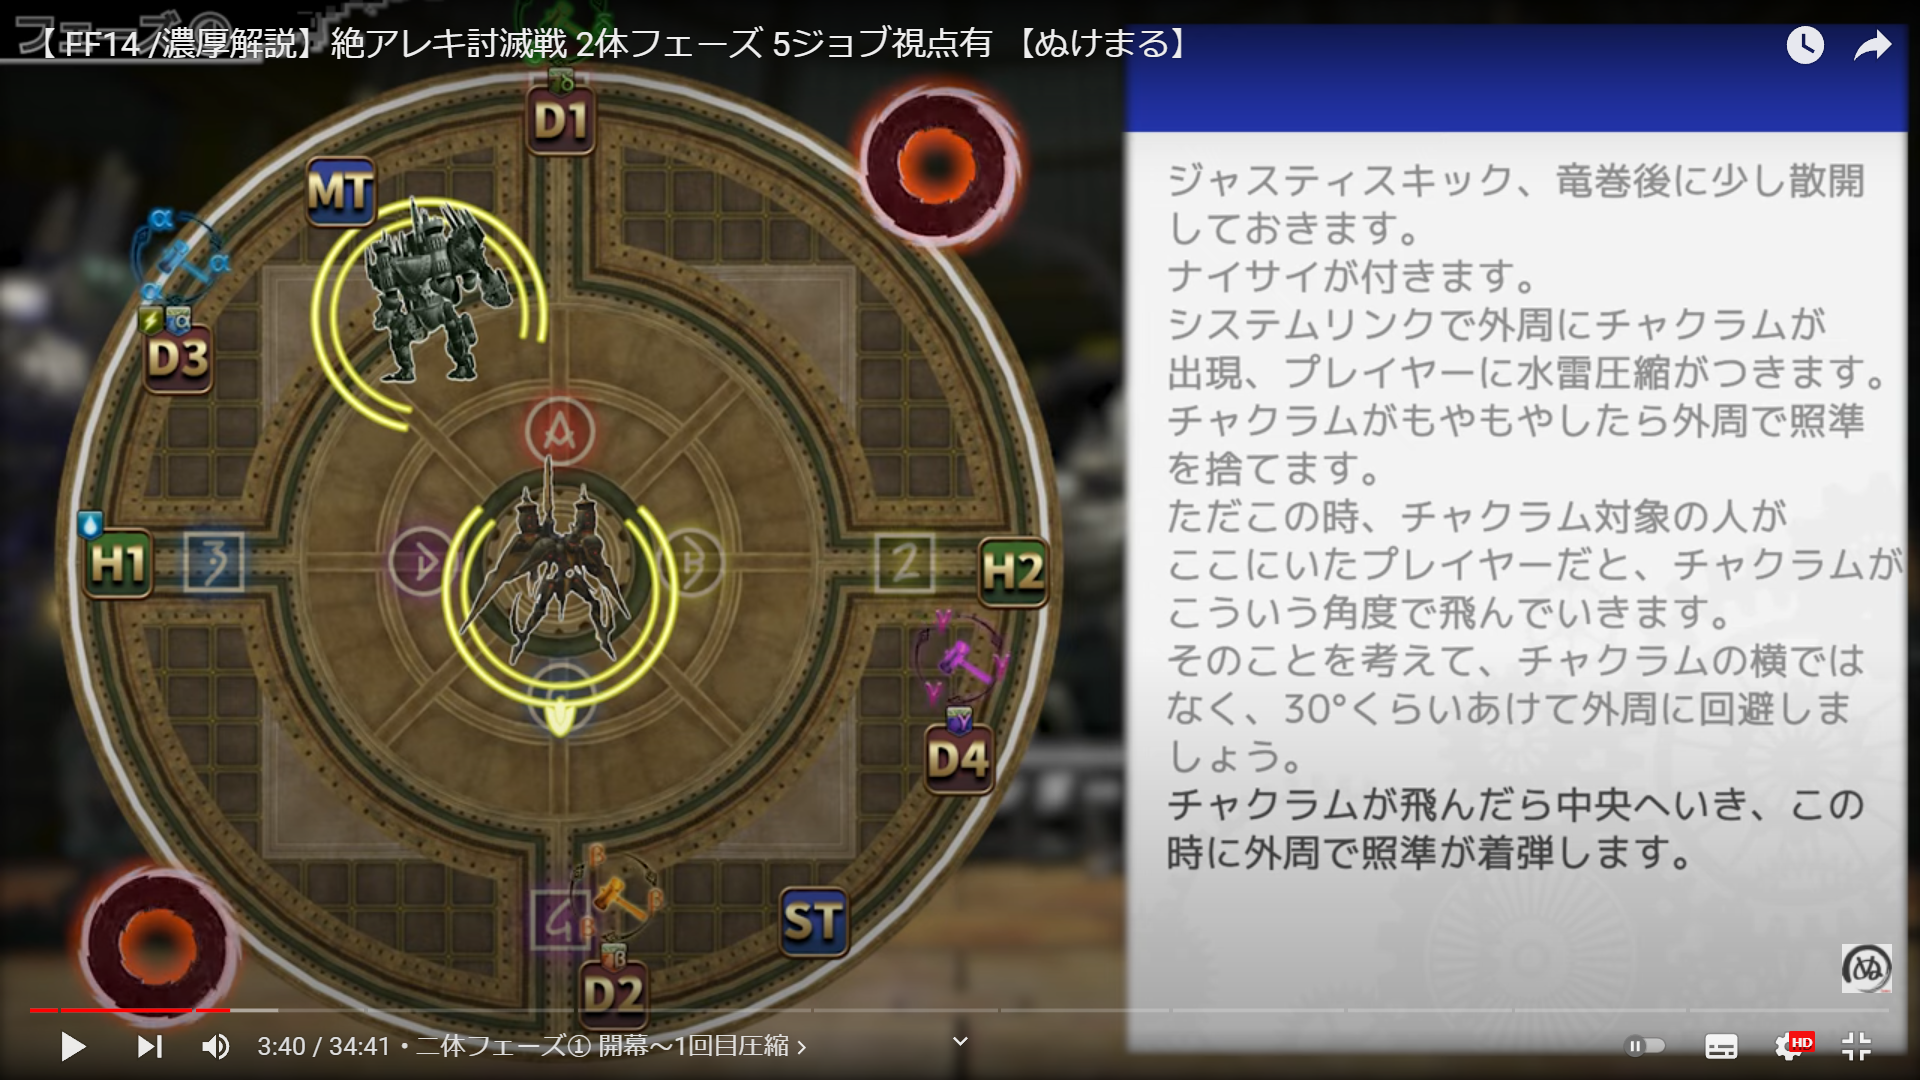 フェーズ①
【 FF14 /濃厚解説】絶アレキ討滅戦 2体フェーズ 5ジョブ視点有 【ぬけまる】
δ
D1
MT
α
α
α
α
D3
A
H1
3
D
B
2
H2
γ
γ
γ
γ
D4
β
β
β
4
ST
β
D2
ジャスティスキック、竜巻後に少し散開
しておきます。
ナイサイが付きます。
システムリンクで外周にチャクラムが
出現、プレイヤーに水雷圧縮がつきます。
チャクラムがもやもやしたら外周で照準
を捨てます。
ただこの時、チャクラム対象の人が
ここにいたプレイヤーだと、チャクラムが
こういう角度で飛んでいきます。
そのことを考えて、チャクラムの横では
なく、30°くらいあけて外周に回避しま
しょう。
チャクラムが飛んだら中央へいき、この
時に外周で照準が着弾します。
ぬ
3:40 / 34:41・二体フェーズ① 開幕～1回目圧縮
HD